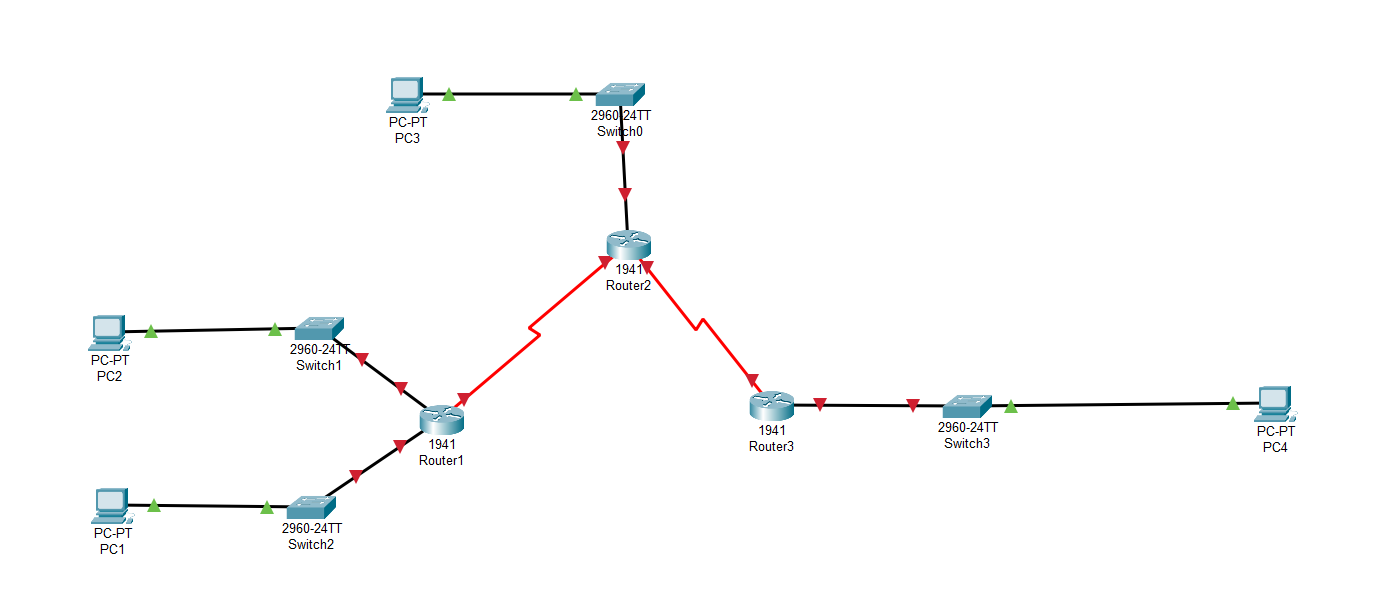 PC-PT
PC3
2960-24TT
Switch0
1941
Router2
PC-PT
PC2
2960-24TT
Switch1
1941
Router1
1941
Router3
2960-24TT
Switch3
PC-PT
PC4
PC-PT
PC1
2960-24TT
Switch2